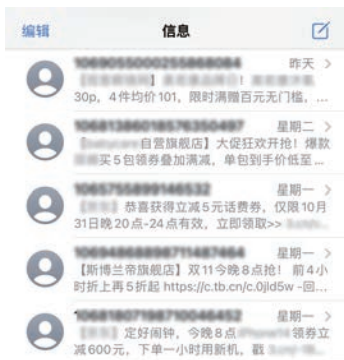 编辑
信息
昨天
30p，4件均价101，限时满赠百元无门槛，...
星期二
自营旗舰店】大促狂欢开抢！爆款
买5包领券叠加满减，单包到手价低至...
星期一
恭喜获得立减5元话费券，仅限10月
31日晚20点-24点有效，立即领取>>
星期一
【斯博兰帝旗舰店】双11今晚8点抢！前4小
时折上再5折起 https://c.tb.cn/c.0jld5w -回...
星期一
定好闹钟，今晚8点 领券立
减600元，下单一小时用新机，戳